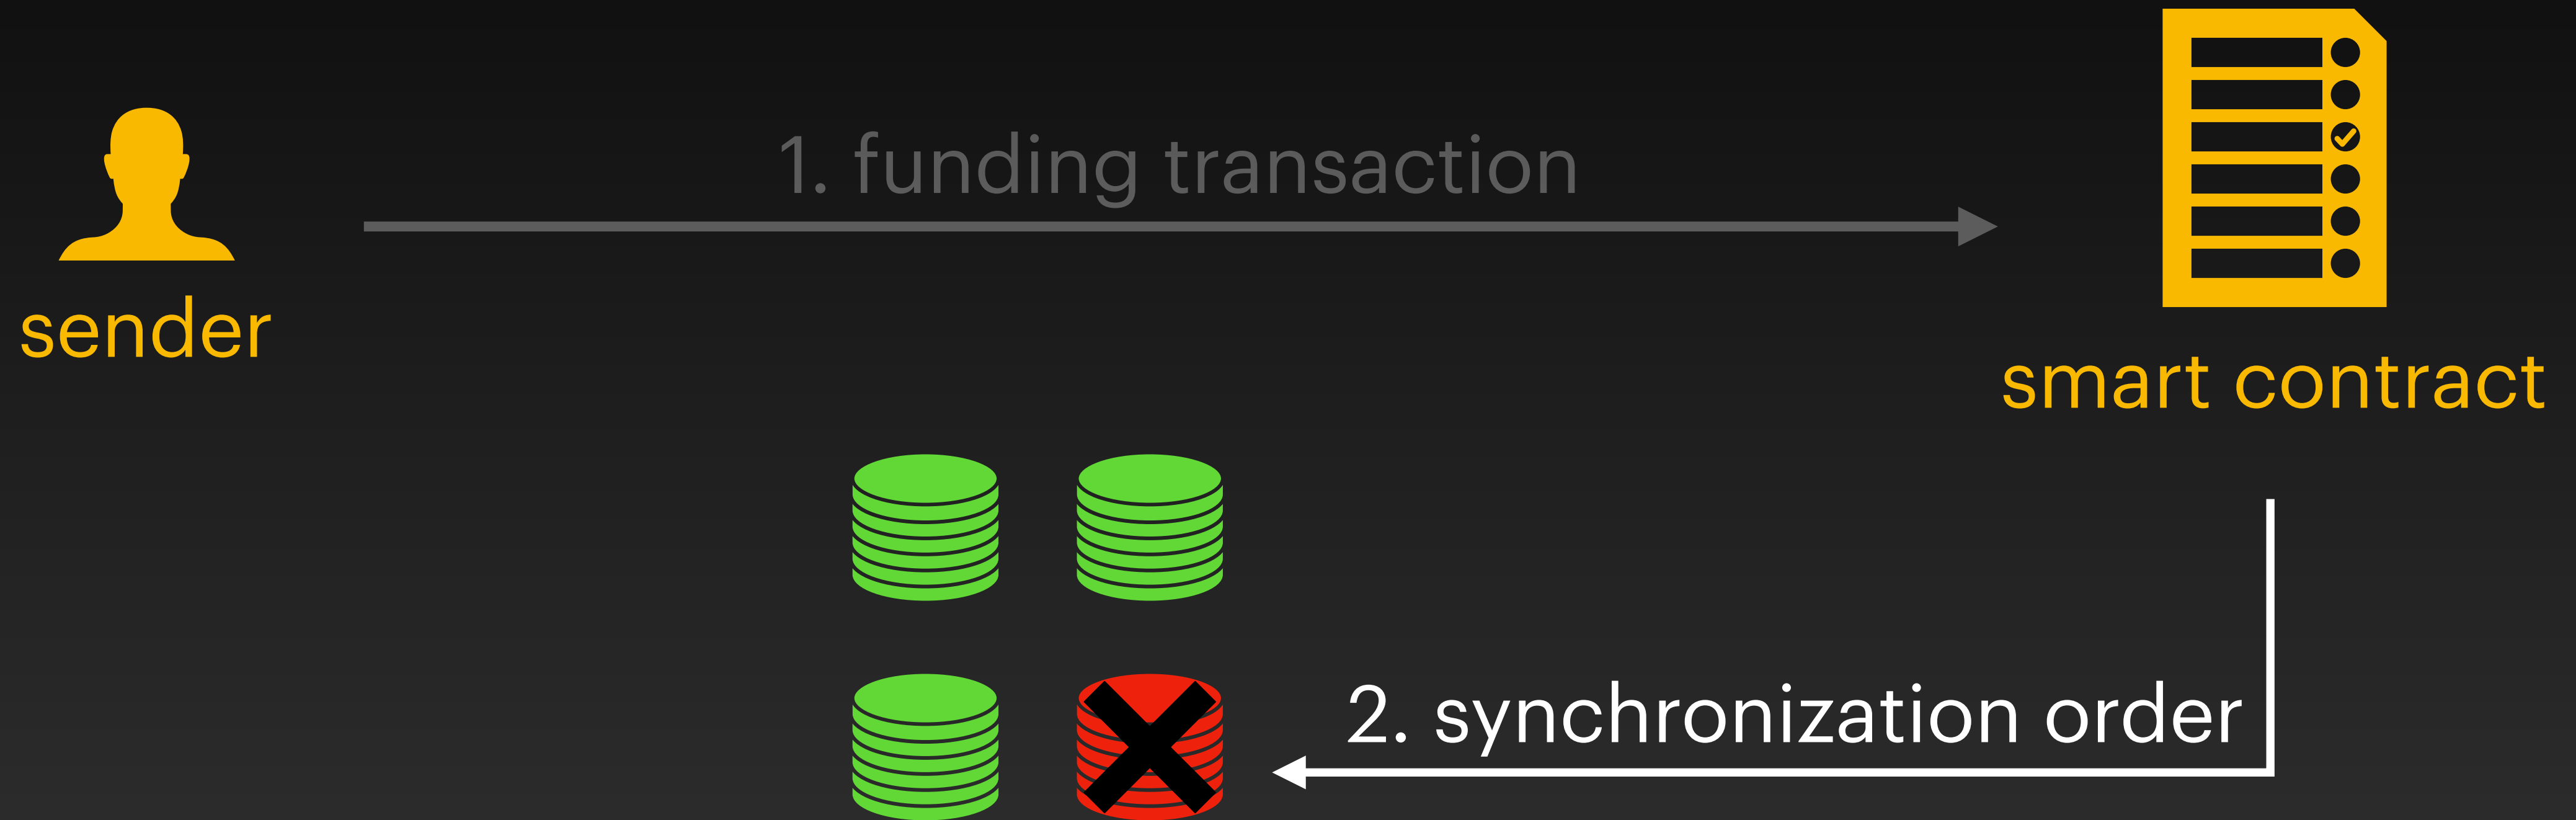 1. funding transaction
sender
smart contract
2. synchronization order